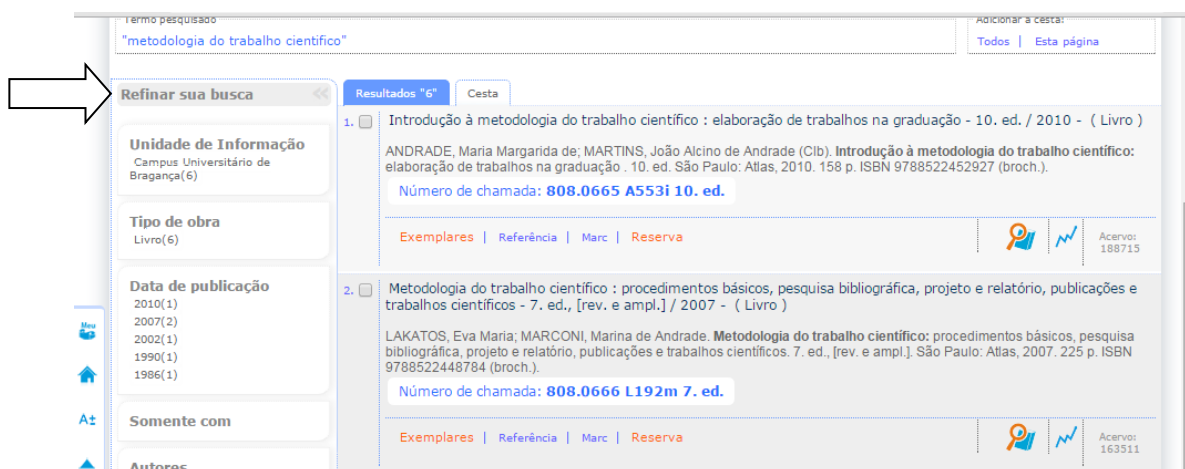 Termo pesquisado
"metodologia do trabalho cientifico"
Adicionar à cesta:
Todos | Esta página
Refinar sua busca
Unidade de Informação
Campus Universitário de
Bragança(6)
Tipo de obra
Livro(6)
Data de publicação
2010(1)
2007(2)
2002(1)
1990(1)
1986(1)
Somente com
Autores
Meu
A±
Resultados "6"
Cesta
1. Introdução à metodologia do trabalho científico : elaboração de trabalhos na graduação - 10. ed. / 2010 - ( Livro )
ANDRADE, Maria Margarida de; MARTINS, João Alcino de Andrade (Clb). Introdução à metodologia do trabalho científico:
elaboração de trabalhos na graduação . 10. ed. São Paulo: Atlas, 2010. 158 p. ISBN 9788522452927 (broch.).
Número de chamada: 808.0665 A553i 10. ed.
Exemplares | Referência | Marc | Reserva
Acervo:
188715
2. Metodologia do trabalho científico : procedimentos básicos, pesquisa bibliográfica, projeto e relatório, publicações e
trabalhos científicos - 7. ed., [rev. e ampl.] / 2007 - ( Livro )
LAKATOS, Eva Maria; MARCONI, Marina de Andrade. Metodologia do trabalho científico: procedimentos básicos, pesquisa
bibliográfica, projeto e relatório, publicações e trabalhos científicos. 7. ed., [rev. e ampl.]. São Paulo: Atlas, 2007. 225 p. ISBN
9788522448784 (broch.).
Número de chamada: 808.0666 L192m 7. ed.
Exemplares | Referência | Marc | Reserva
Acervo:
163511